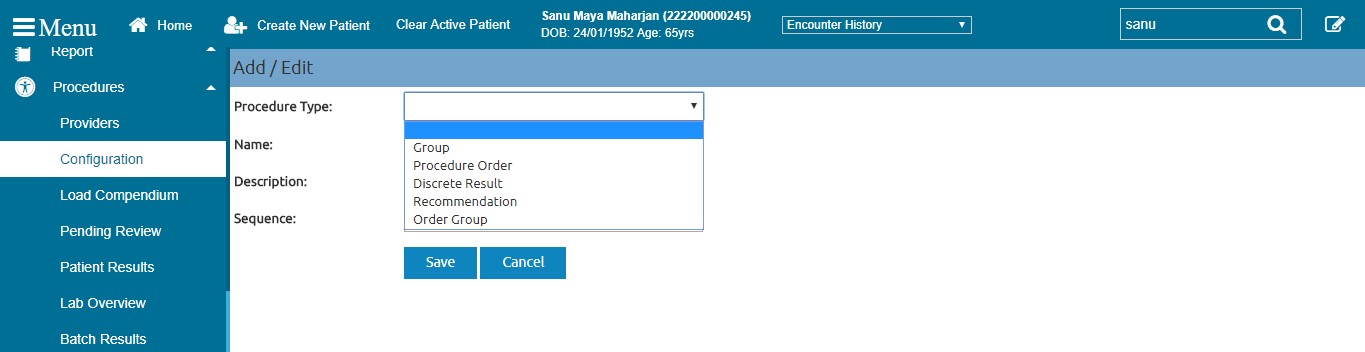 Menu
Home
Create New Patient
Clear Active Patient
Sanu Maya Maharjan (222200000245)
DOB: 24/01/1952 Age: 65yrs
Encounter History
sanu
Report
Procedures
Providers
Configuration
Load Compendium
Pending Review
Patient Results
Lab Overview
Batch Results
Add / Edit
Procedure Type:
Group
Procedure Order
Discrete Result
Recommendation
Order Group
Name:
Description:
Sequence:
Save
Cancel